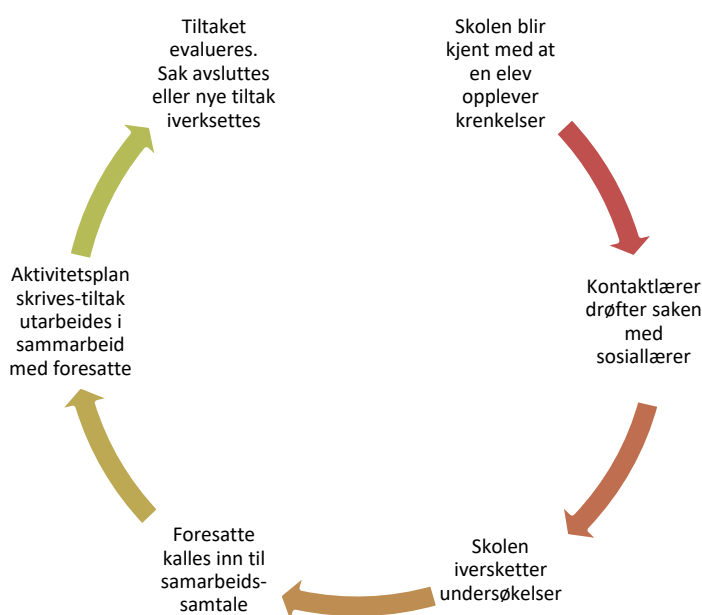 Skolen blir
kjent med at
en elev
opplever
krenkelser
Kontaktlærer
drøfter saken
med
sosiallærer
Skolen
iversketter
undersøkelser
Foresatte
kalles inn til
samarbeids-
samtale
Aktivitetsplan
skrives-tiltak
utarbeides i
sammarbeid
med foresatte
Tiltaket
evalueres.
Sak avsluttes
eller nye tiltak
iverksettes